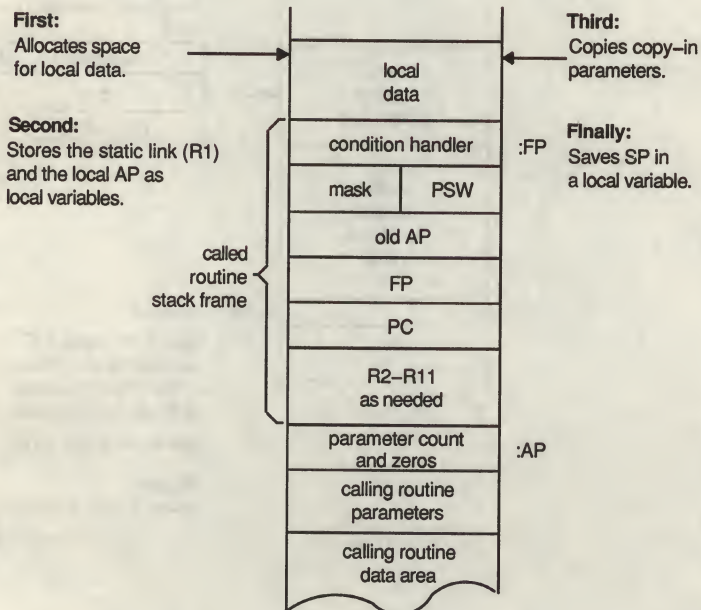 First:
Allocates space
for local data.
Second:
Stores the static link (R1)
and the local AP as
local variables.
called
routine
stack frame
local
data
condition handler
mask
PSW
old AP
FP
PC
R2–R11
as needed
parameter count
and zeros
calling routine
parameters
calling routine
data area
:FP
:AP
Third:
Copies copy–in
parameters.
Finally:
Saves SP in
a local variable.